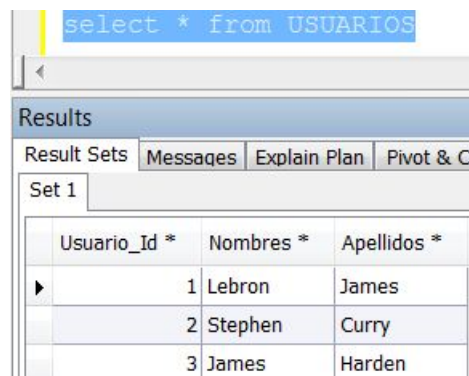 select * from USUARIOS
Results
Result Sets Messages Explain Plan Pivot &
Set 1
Usuario_Id * Nombres * Apellidos *
1 Lebron James
2 Stephen Curry
3 James Harden